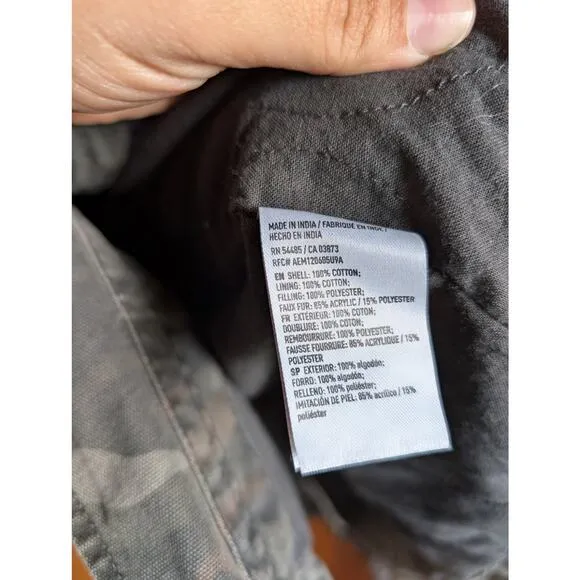 MADE IN INDIA / FABRIQUÉ EN INDE /
HECHO EN INDIA
RN 54485 / CA 03873
RFC# AEM120685U9A
EN SHELL: 100% COTTON;
LINING: 100% COTTON;
FILLING: 100% POLYESTER;
FAUX FUR: 85% ACRYLIC / 15% POLYESTER
FR EXTÉRIEUR: 100% COTON;
DOUBLURE: 100% COTON;
REMBOURRURE: 100% POLYESTER;
FAUSSE FOURRURE: 85% ACRYLIQUE / 15%
POLYESTER
SP EXTERIOR: 100% algodón;
FORRO: 100% algodón;
RELLENO: 100% poliéster;
IMITACIÓN DE PIEL: 85% acrílico / 15%
poliéster